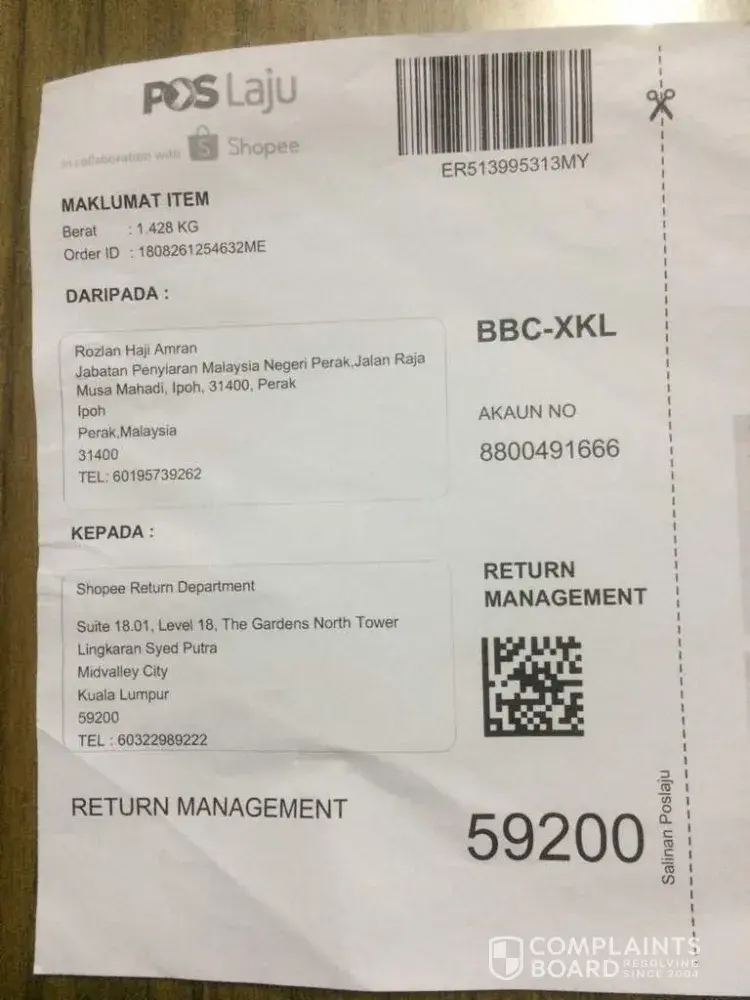 POS Laju
in collaboration with Shopee
ER513995313MY
MAKLUMAT ITEM
Berat : 1.428 KG
Order ID : 1808261254632ME
DARIPADA :
Rozlan Haji Amran
Jabatan Penyiaran Malaysia Negeri Perak,Jalan Raja
Musa Mahadi, Ipoh, 31400, Perak
Ipoh
Perak,Malaysia
31400
TEL: 60195739262
BBC-XKL
AKAUN NO
8800491666
KEPADA :
Shopee Return Department
Suite 18.01, Level 18, The Gardens North Tower
Lingkaran Syed Putra
Midvalley City
Kuala Lumpur
59200
TEL : 60322989222
RETURN
MANAGEMENT
RETURN MANAGEMENT
59200
Salinan Poslaju
COMPLAINTS
BOARD RESOLVING
SINCE 2004